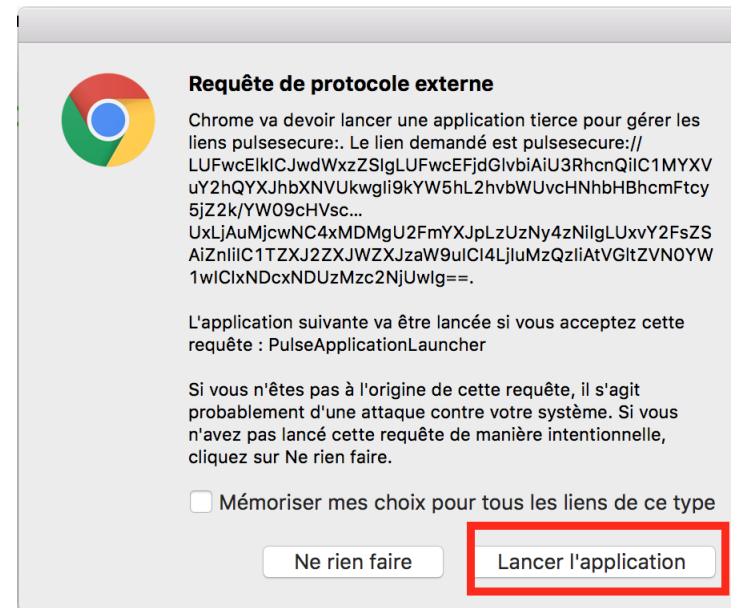 Requête de protocole externe
Chrome va devoir lancer une application tierce pour gérer les
liens pulsesecure:. Le lien demandé est pulsesecure://
LUFwcElkICJwdWxzZSIgLUFwcEFjdGlvbiAiU3RhcnQiIC1MYXV
uY2hQYXJhbXNVUkwgIi9kYW5hL2hvbWUvcHNhbHBhcmFtcy
5jZ2k/YW09cHVsc...
UxLjAuMjcwNC4xMDMgU2FmYXJpLzUzNy4zNiIgLUxvY2FsZS
AiZnIiIC1TZXJ2ZXJWZXJzaW9uICI4LjIuMzQzIiAtVGltZVN0YW
1wICIxNDcxNDUzMzc2NjUwIg==.
L'application suivante va être lancée si vous acceptez cette
requête : PulseApplicationLauncher
Si vous n'êtes pas à l'origine de cette requête, il s'agit
probablement d'une attaque contre votre système. Si vous
n'avez pas lancé cette requête de manière intentionnelle,
cliquez sur Ne rien faire.
Mémoriser mes choix pour tous les liens de ce type
Ne rien faire
Lancer l'application